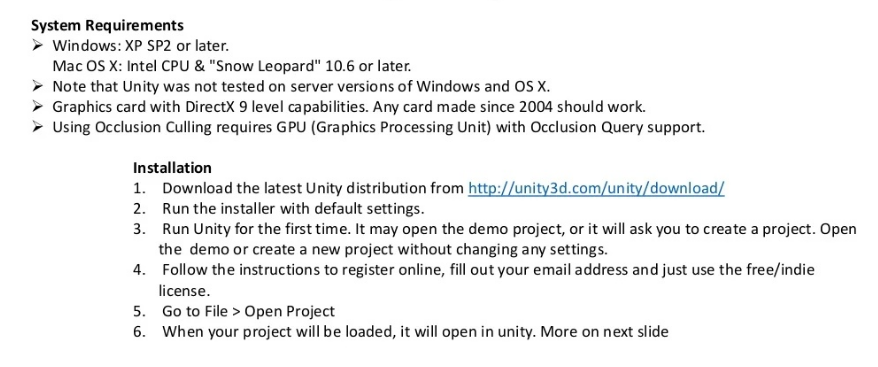 System Requirements
➢ Windows: XP SP2 or later.
Mac OS X: Intel CPU & "Snow Leopard" 10.6 or later.
➢ Note that Unity was not tested on server versions of Windows and OS X.
➢ Graphics card with DirectX 9 level capabilities. Any card made since 2004 should work.
➢ Using Occlusion Culling requires GPU (Graphics Processing Unit) with Occlusion Query support.
Installation
1. Download the latest Unity distribution from http://unity3d.com/unity/download/
2. Run the installer with default settings.
3. Run Unity for the first time. It may open the demo project, or it will ask you to create a project. Open
the demo or create a new project without changing any settings.
4. Follow the instructions to register online, fill out your email address and just use the free/indie
license.
5. Go to File > Open Project
6. When your project will be loaded, it will open in unity. More on next slide